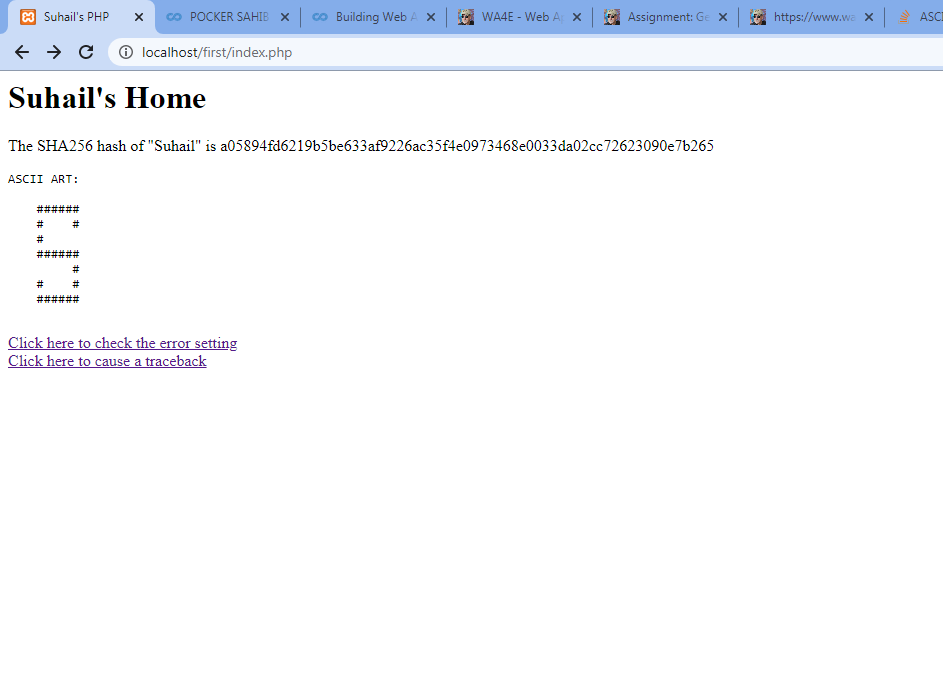 Suhail's PHP
POCKER SAHIB
Building Web A
WA4E - Web Ap
Assignment: Ge
https://www.wa
ASCI
localhost/first/index.php
Suhail's Home
The SHA256 hash of "Suhail" is a05894fd6219b5be633af9226ac35f4e0973468e0033da02cc72623090e7b265
ASCII ART:
    ######
    #    #
    #
    ######
         #
    #    #
    ######
Click here to check the error setting
Click here to cause a traceback